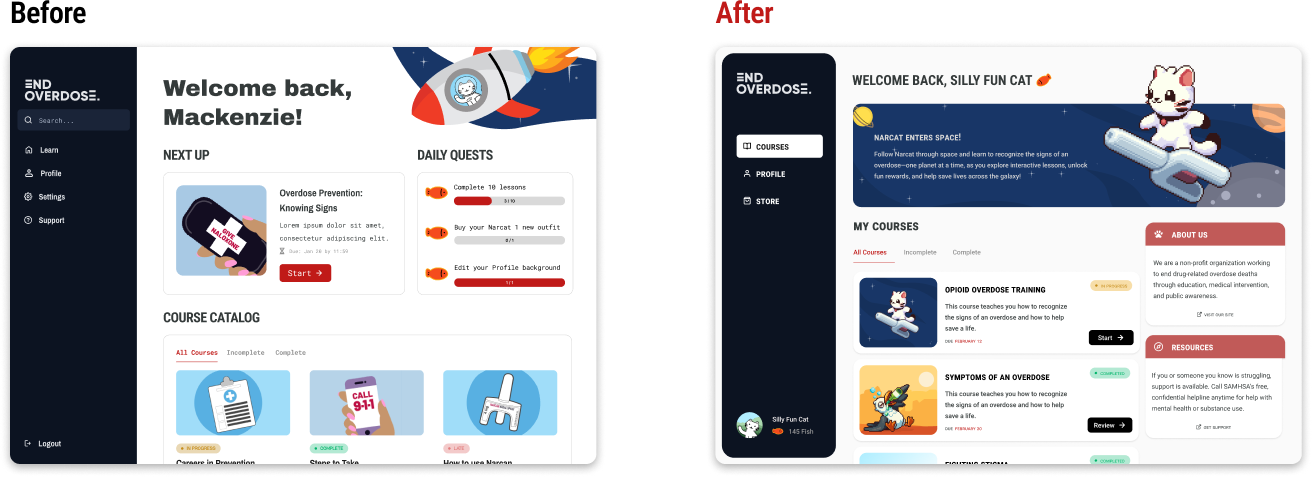 Before
END
OVERDOSE.
Search...
Learn
Profile
Settings
Support
Logout
Welcome back,
Mackenzie!
NEXT UP
GIVE
NALOXONE
Overdose Prevention:
Knowing Signs
Lorem ipsum dolor sit amet,
consectetur adipiscing elit.
Due: Jan 26 by 11:59
Start →
DAILY QUESTS
Complete 10 lessons
3/10
Buy your Narcat 1 new outfit
0/1
Edit your Profile background
1/1
COURSE CATALOG
All Courses
Incomplete
Complete
CALL
9-1-1
IN PROGRESS
COMPLETE
LATE
Careers in Prevention
Steps to Take
How to use Narcan
After
END
OVERDOSE.
COURSES
PROFILE
STORE
Silly Fun Cat
145 Fish
WELCOME BACK, SILLY FUN CAT
NARCAT ENTERS SPACE!
Follow Narcat through space and learn to recognize the signs of an
overdose—one planet at a time, as you explore interactive lessons, unlock
fun rewards, and help save lives across the galaxy!
MY COURSES
All Courses
Incomplete
Complete
OPIOID OVERDOSE TRAINING
IN PROGRESS
This course teaches you how to recognize
the signs of an overdose and how to help
save a life.
DUE FEBRUARY 12
Start →
SYMPTOMS OF AN OVERDOSE
COMPLETED
This course teaches you how to recognize
the signs of an overdose and how to help
save a life.
DUE FEBRUARY 20
Review →
FIGHTING STIGMA
COMPLETED
ABOUT US
We are a non-profit organization working
to end drug-related overdose deaths
through education, medical intervention,
and public awareness.
VISIT OUR SITE
RESOURCES
If you or someone you know is struggling,
support is available. Call SAMHSA's free,
confidential helpline anytime for help with
mental health or substance use.
GET SUPPORT